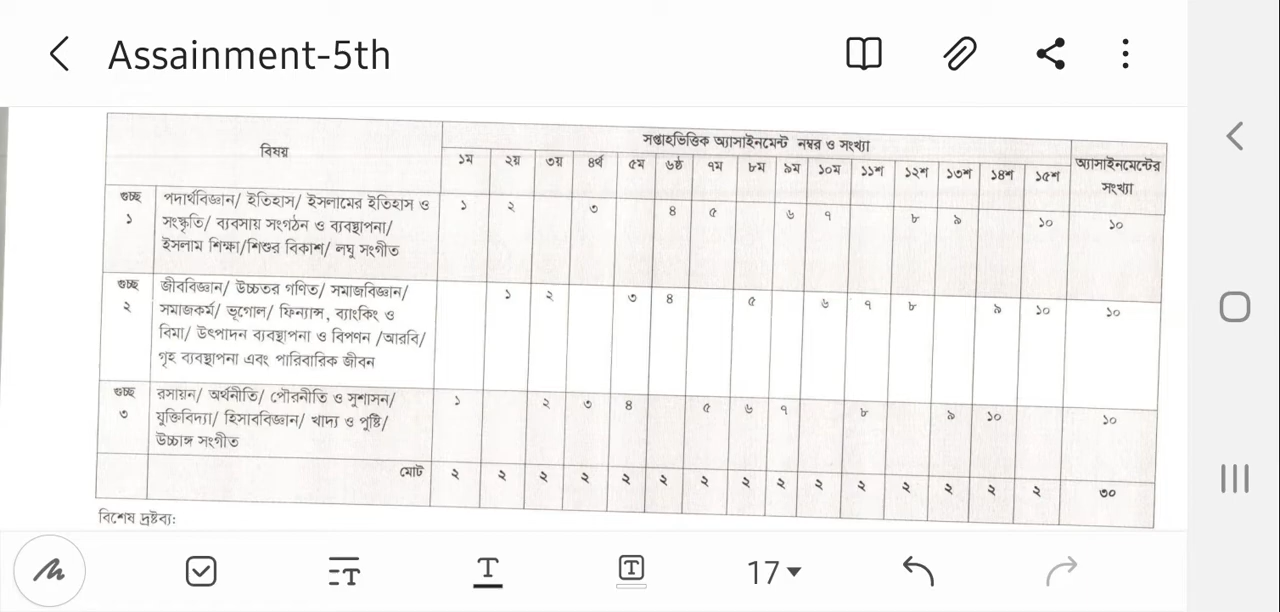 Assainment-5th
বিষয় সপ্তাহভিত্তিক অ্যাসাইনমেন্ট নম্বর ও সংখ্যা অ্যাসাইনমেন্টের সংখ্যা
১ম ২য় ৩য় ৪র্থ ৫ম ৬ষ্ঠ ৭ম ৮ম ৯ম ১০ম ১১শ ১২শ ১৩শ ১৪শ ১৫শ
গুচ্ছ ১ পদার্থবিজ্ঞান/ ইতিহাস/ ইসলামের ইতিহাস ও ১ ২ ৩ ৪ ৫ ৬ ৭ ৮ ৯ ১০ ১০
সংস্কৃতি/ ব্যবসায় সংগঠন ও ব্যবস্থাপনা/
ইসলাম শিক্ষা/শিশুর বিকাশ/ লঘু সংগীত
গুচ্ছ ২ জীববিজ্ঞান/ উচ্চতর গণিত/ সমাজবিজ্ঞান/ ১ ২ ৩ ৪ ৫ ৬ ৭ ৮ ৯ ১০ ১০
সমাজকর্ম/ ভূগোল/ ফিন্যান্স, ব্যাংকিং ও
বিমা/ উৎপাদন ব্যবস্থাপনা ও বিপণন /আরবি/
গৃহ ব্যবস্থাপনা এবং পারিবারিক জীবন
গুচ্ছ ৩ রসায়ন/ অর্থনীতি/ পৌরনীতি ও সুশাসন/ ১ ২ ৩ ৪ ৫ ৬ ৭ ৮ ৯ ১০ ১০
যুক্তিবিদ্যা/ হিসাববিজ্ঞান/ খাদ্য ও পুষ্টি/
উচ্চাঙ্গ সংগীত
মোট ২ ২ ২ ২ ২ ২ ২ ২ ২ ২ ২ ২ ২ ২ ২ ৩০
বিশেষ দ্রষ্টব্য:
17